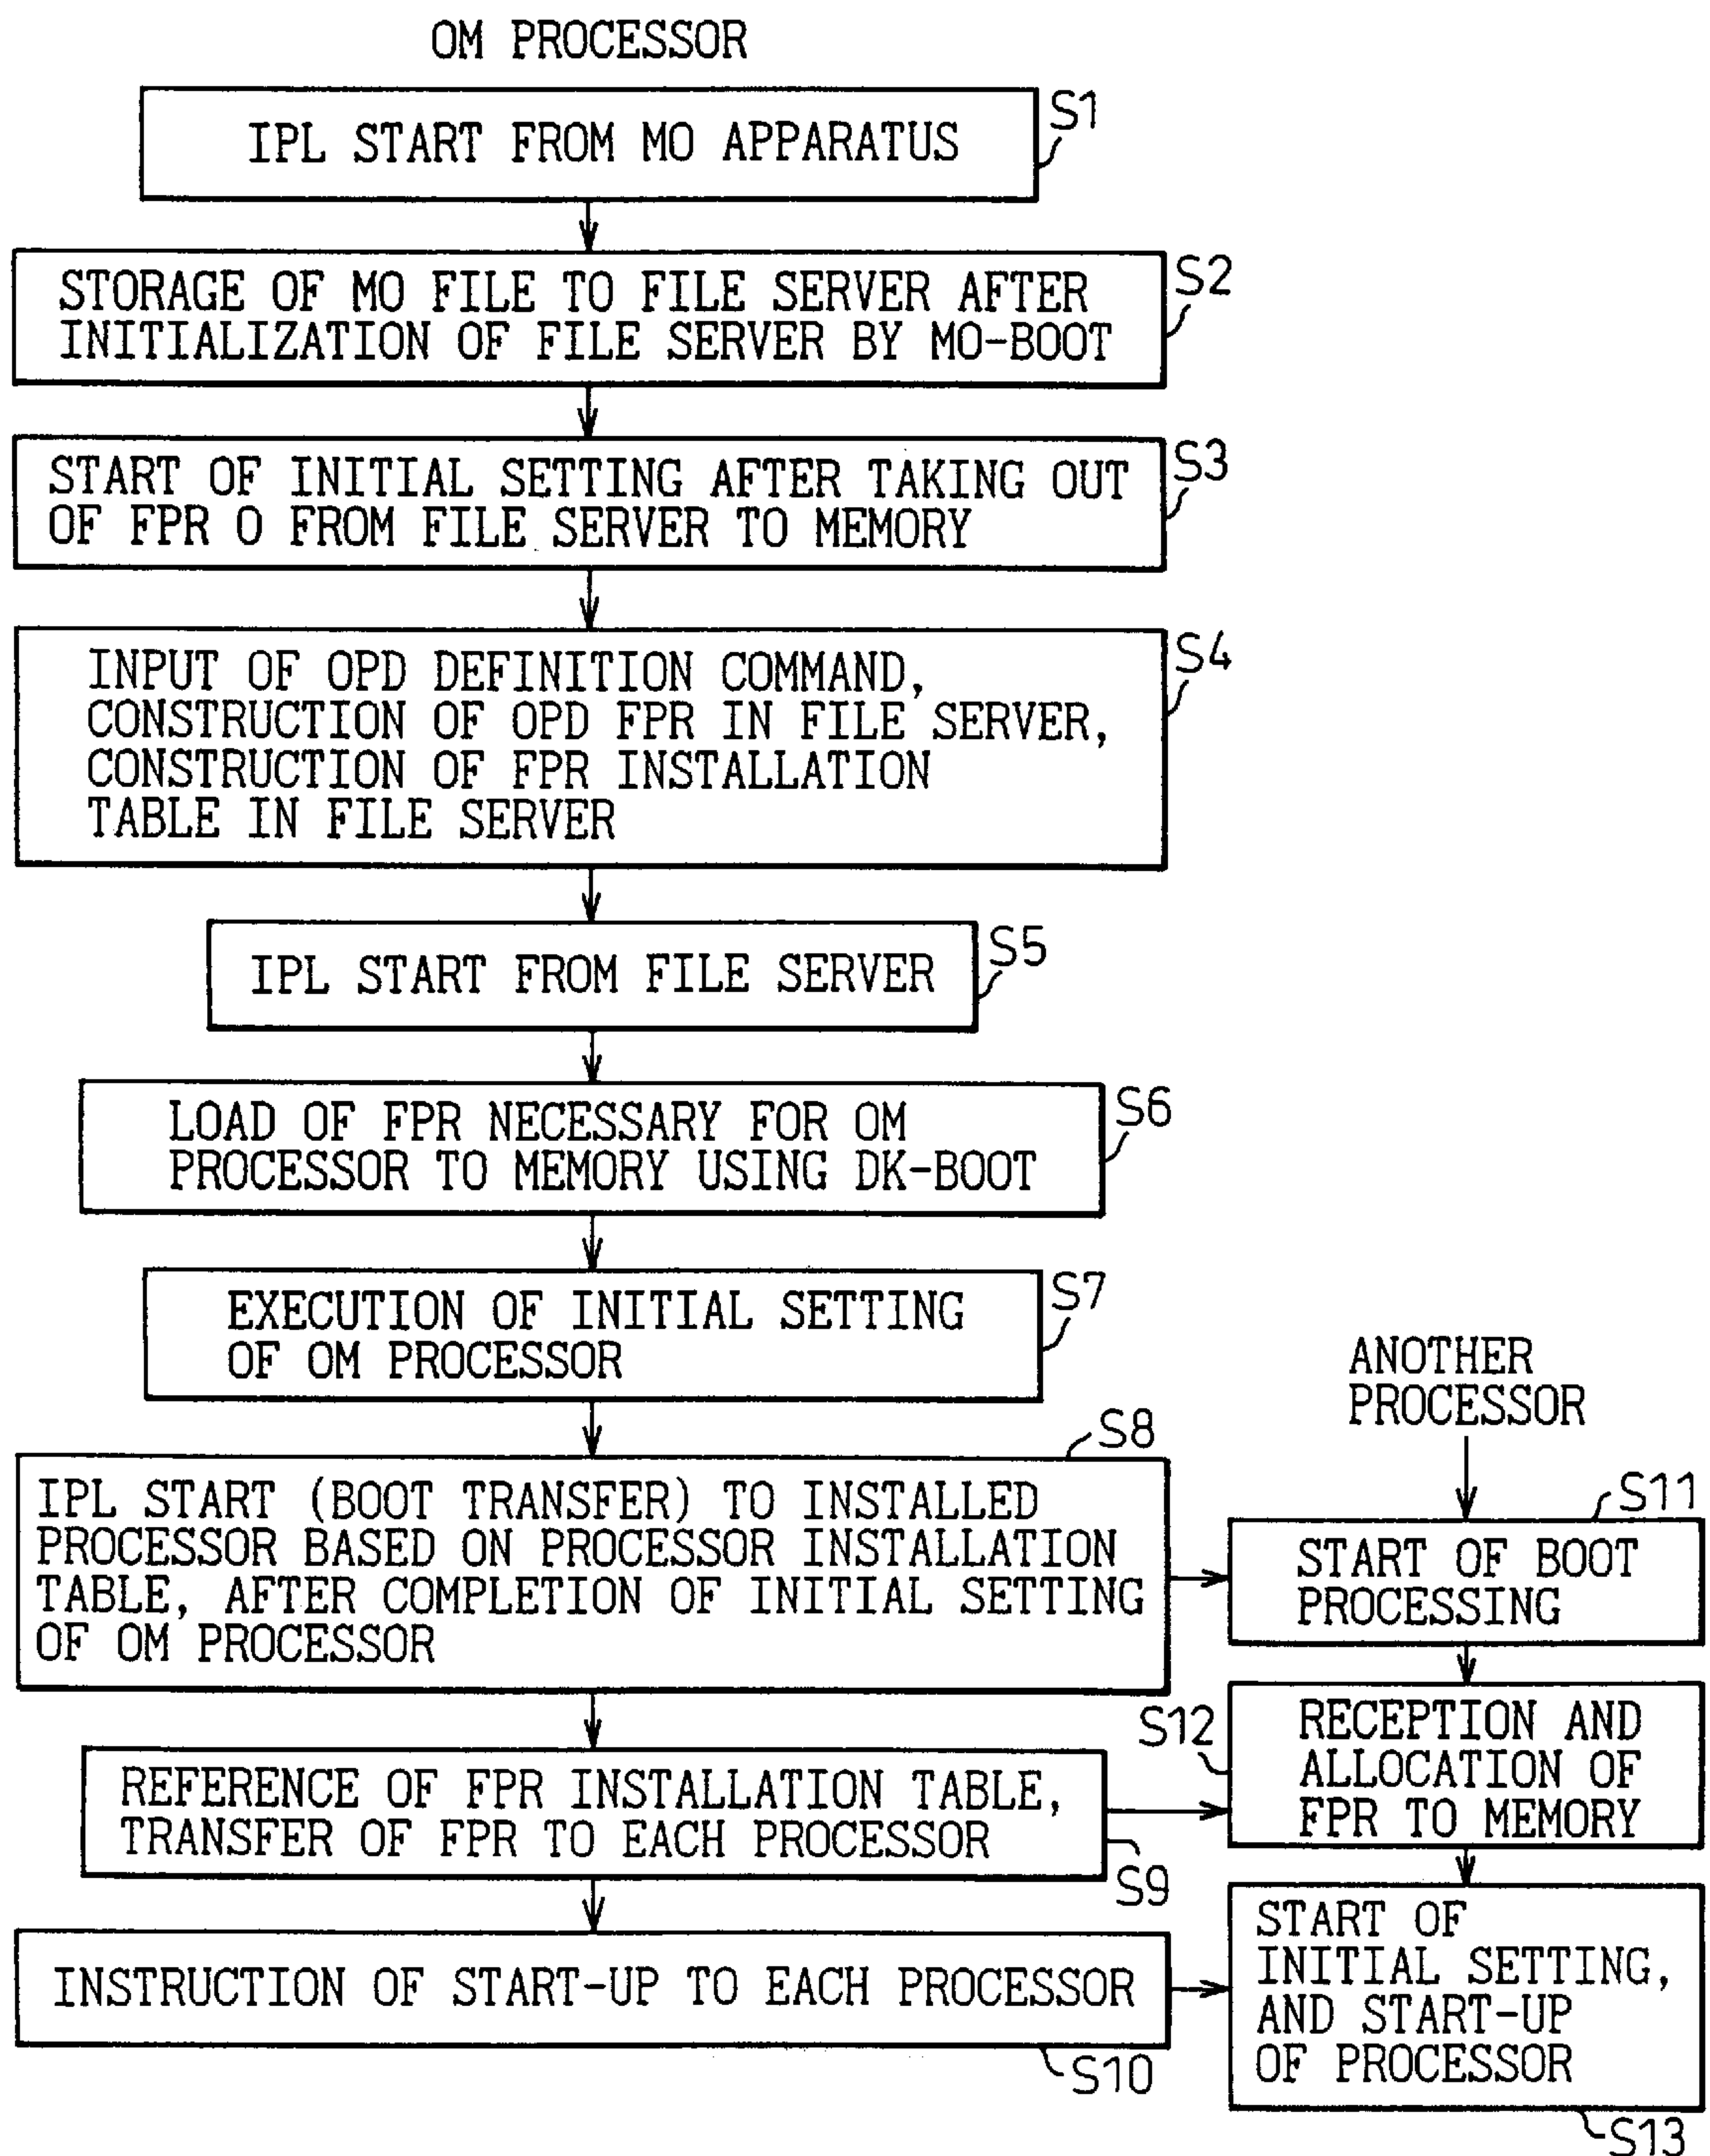 OM PROCESSOR
IPL START FROM MO APPARATUS
S1
STORAGE OF MO FILE TO FILE SERVER AFTER
INITIALIZATION OF FILE SERVER BY MO-BOOT
S2
START OF INITIAL SETTING AFTER TAKING OUT
OF FPR 0 FROM FILE SERVER TO MEMORY
S3
INPUT OF OPD DEFINITION COMMAND,
CONSTRUCTION OF OPD FPR IN FILE SERVER,
CONSTRUCTION OF FPR INSTALLATION
TABLE IN FILE SERVER
S4
IPL START FROM FILE SERVER
S5
LOAD OF FPR NECESSARY FOR OM
PROCESSOR TO MEMORY USING DK-BOOT
S6
EXECUTION OF INITIAL SETTING
OF OM PROCESSOR
S7
IPL START (BOOT TRANSFER) TO INSTALLED
PROCESSOR BASED ON PROCESSOR INSTALLATION
TABLE, AFTER COMPLETION OF INITIAL SETTING
OF OM PROCESSOR
S8
REFERENCE OF FPR INSTALLATION TABLE,
TRANSFER OF FPR TO EACH PROCESSOR
S9
INSTRUCTION OF START-UP TO EACH PROCESSOR
S10
ANOTHER
PROCESSOR
S11
START OF BOOT
PROCESSING
S12
RECEPTION AND
ALLOCATION OF
FPR TO MEMORY
START OF
INITIAL SETTING,
AND START-UP
OF PROCESSOR
S13